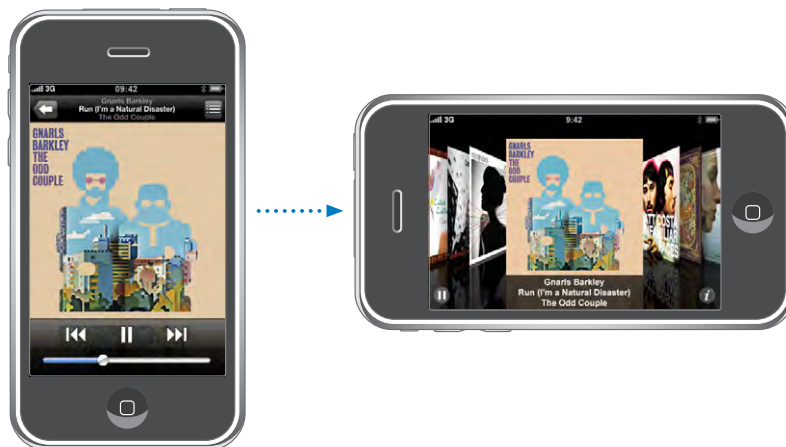 3G 09:42
Gnarls Barkley
Run (I'm a Natural Disaster)
The Odd Couple
GNARLS
BARKLEY
THE
ODD
COUPLE
3G 9:42
GNARLS
BARKLEY
THE
ODD
COUPLE
Gnarls Barkley
Run (I'm a Natural Disaster)
The Odd Couple
i